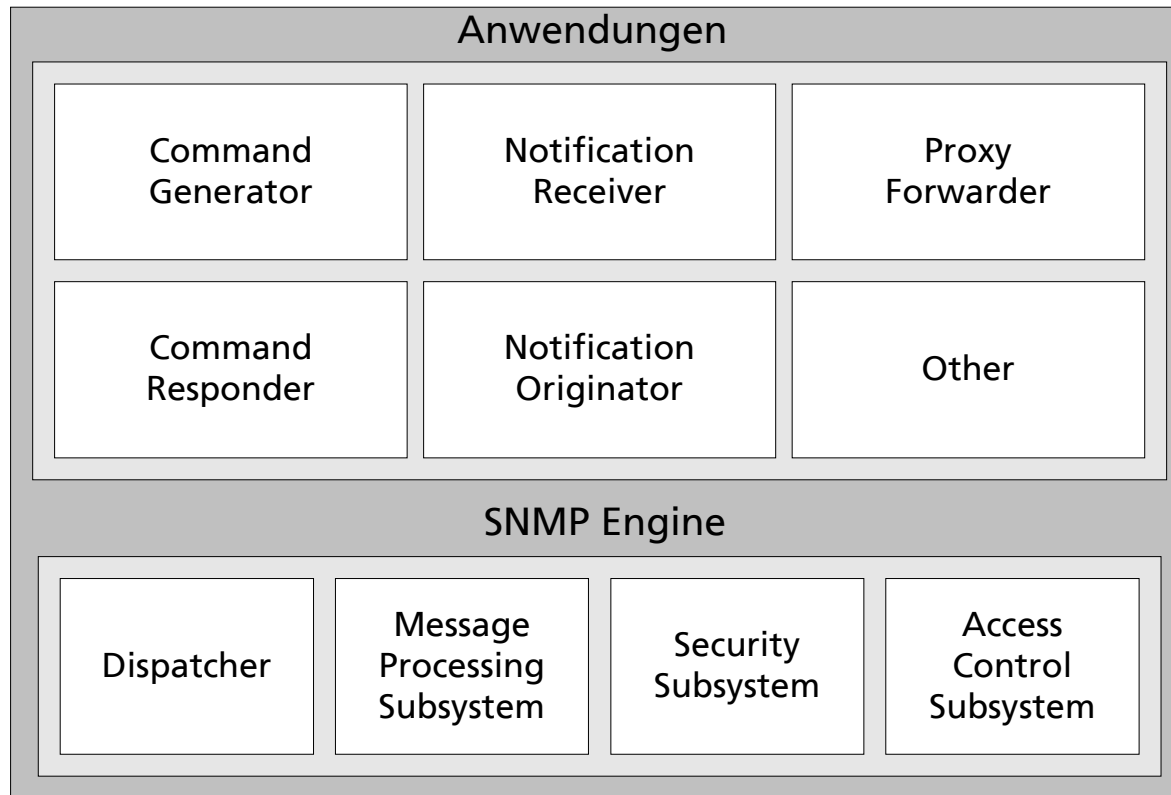 Anwendungen
Command
Generator
Notification
Receiver
Proxy
Forwarder
Command
Responder
Notification
Originator
Other
SNMP Engine
Dispatcher
Message
Processing
Subsystem
Security
Subsystem
Access
Control
Subsystem